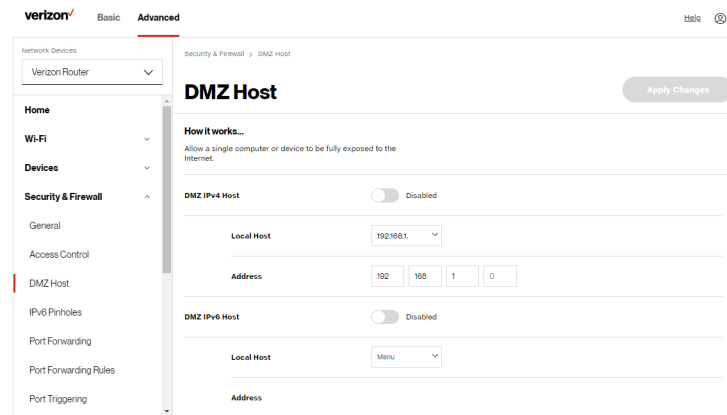 verizon✓
Basic
Advanced
Help
Network Devices
Verizon Router
Home
Wi-Fi
Devices
Security & Firewall
General
Access Control
DMZ Host
IPv6 Pinholes
Port Forwarding
Port Forwarding Rules
Port Triggering
Security & Firewall > DMZ Host
DMZ Host
Apply Changes
How it works...
Allow a single computer or device to be fully exposed to the
Internet.
DMZ IPv4 Host Disabled
Local Host 192.168.1.
Address 192 168 1 0
DMZ IPv6 Host Disabled
Local Host Menu
Address